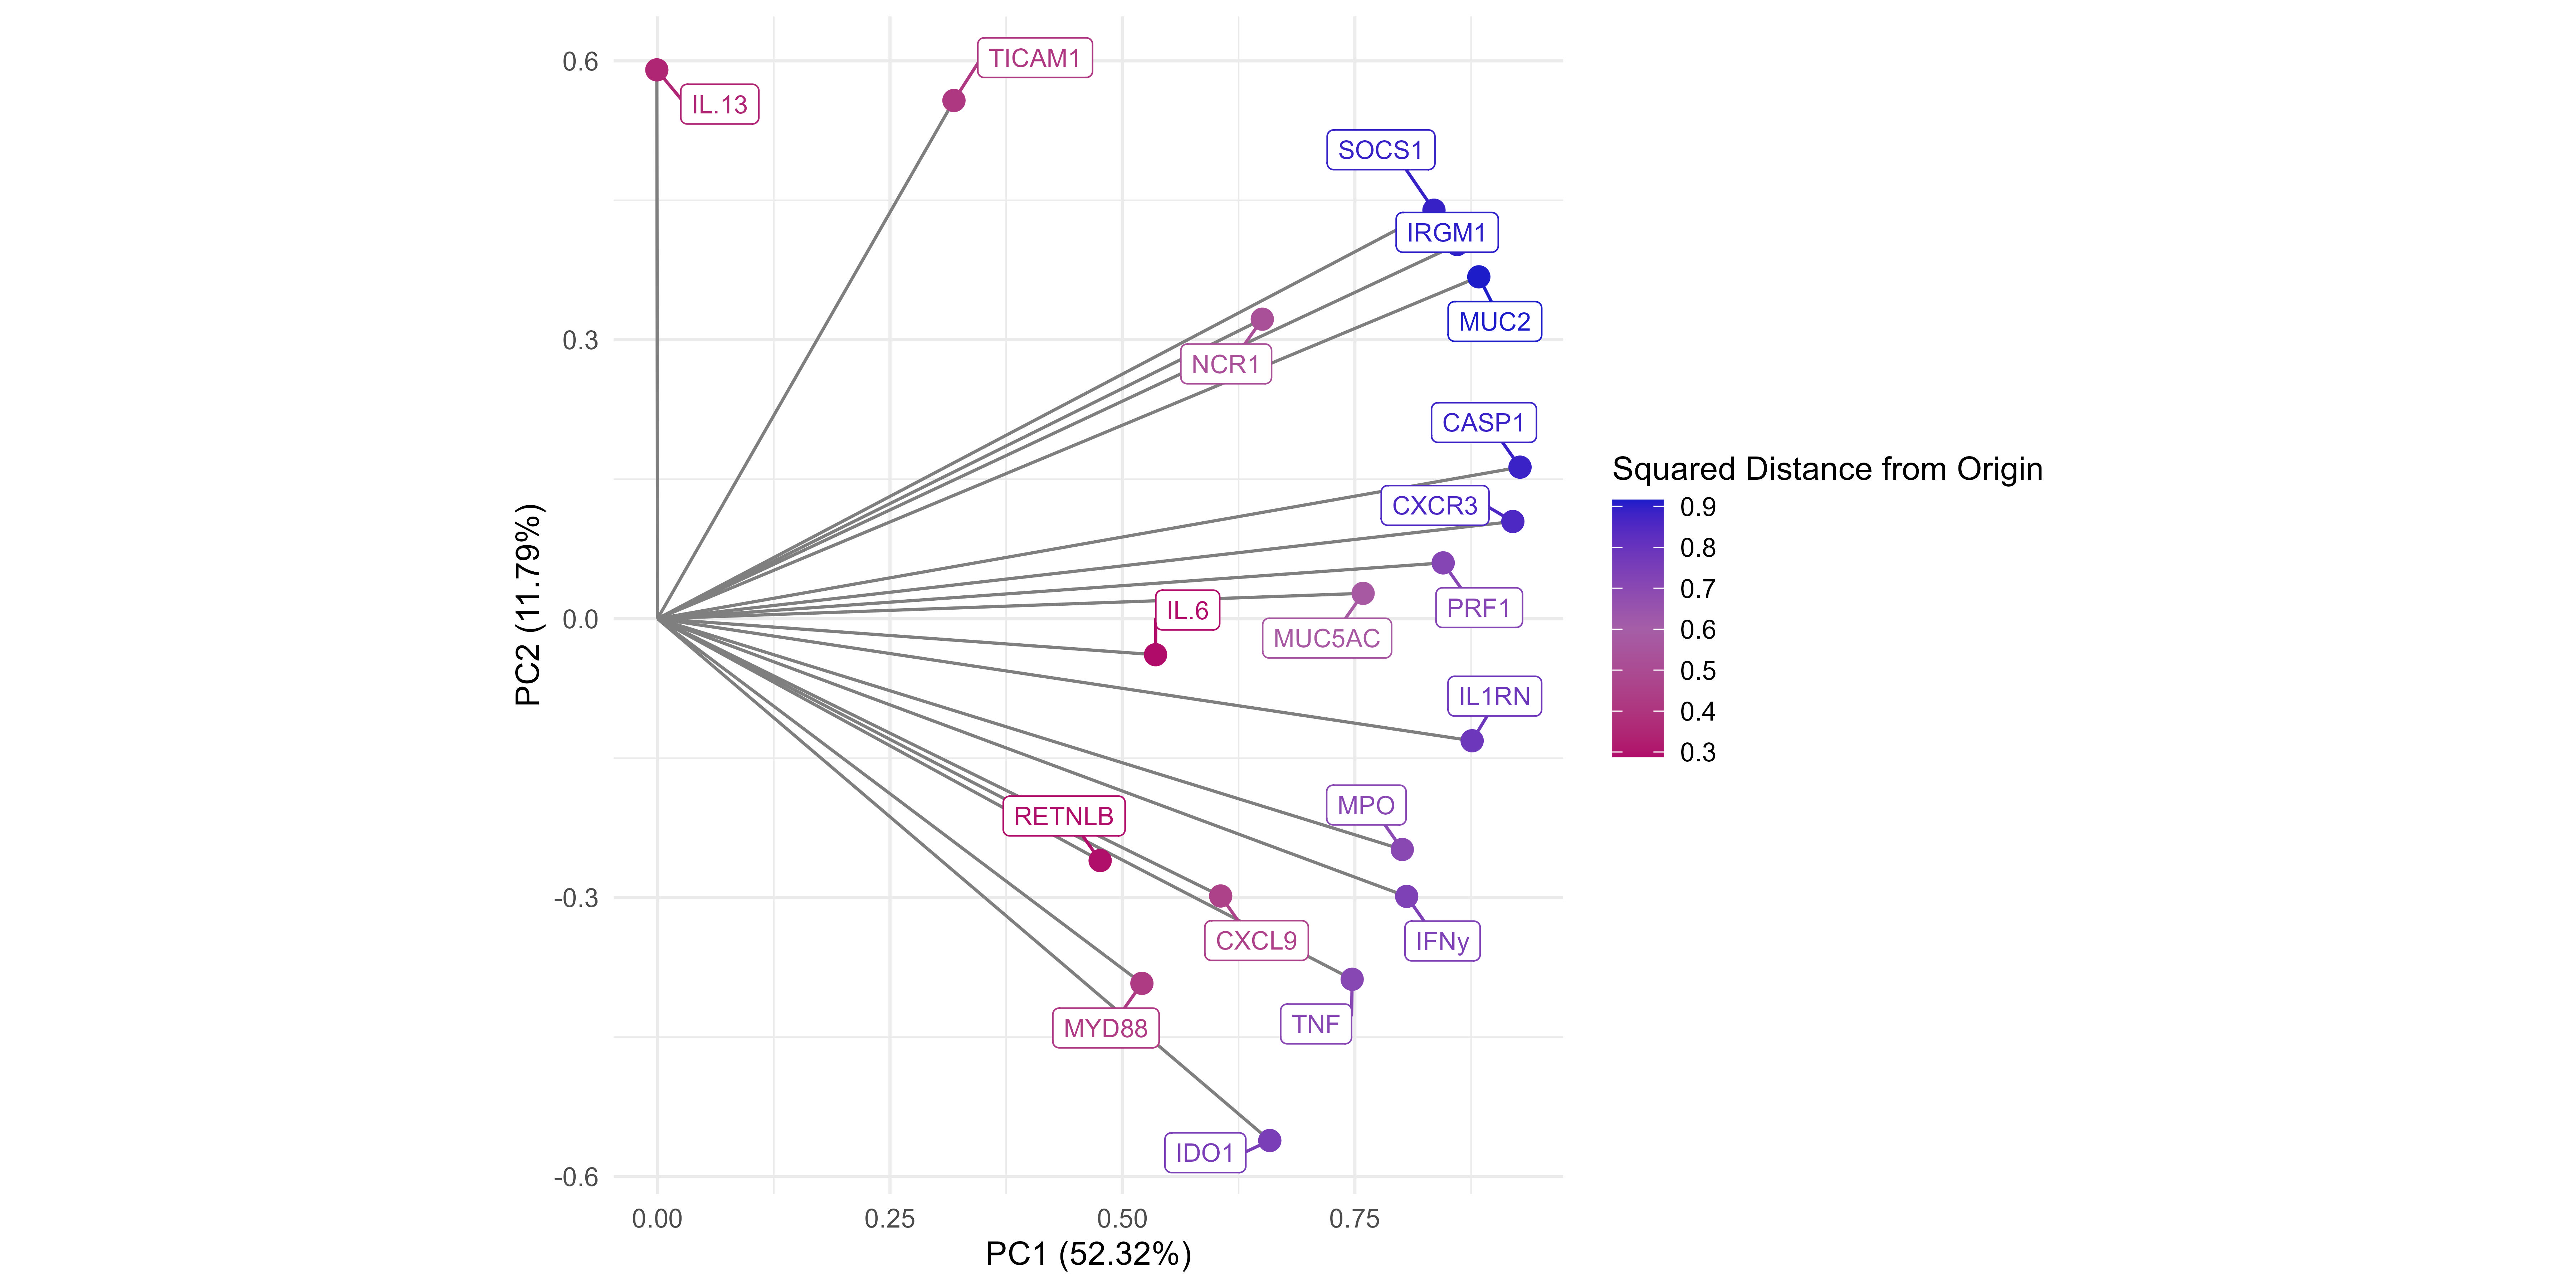 0.6
0.3
0.0
-0.3
-0.6
PC2 (11.79%)
TICAM1
IL.13
SOCS1
IRGM1
MUC2
NCR1
CASP1
CXCR3
PRF1
IL.6
MUC5AC
IL1RN
MPO
RETNLB
CXCL9
IFNy
TNF
MYD88
IDO1
0.00 0.25 0.50 0.75
PC1 (52.32%)
Squared Distance from Origin
0.9
0.8
0.7
0.6
0.5
0.4
0.3